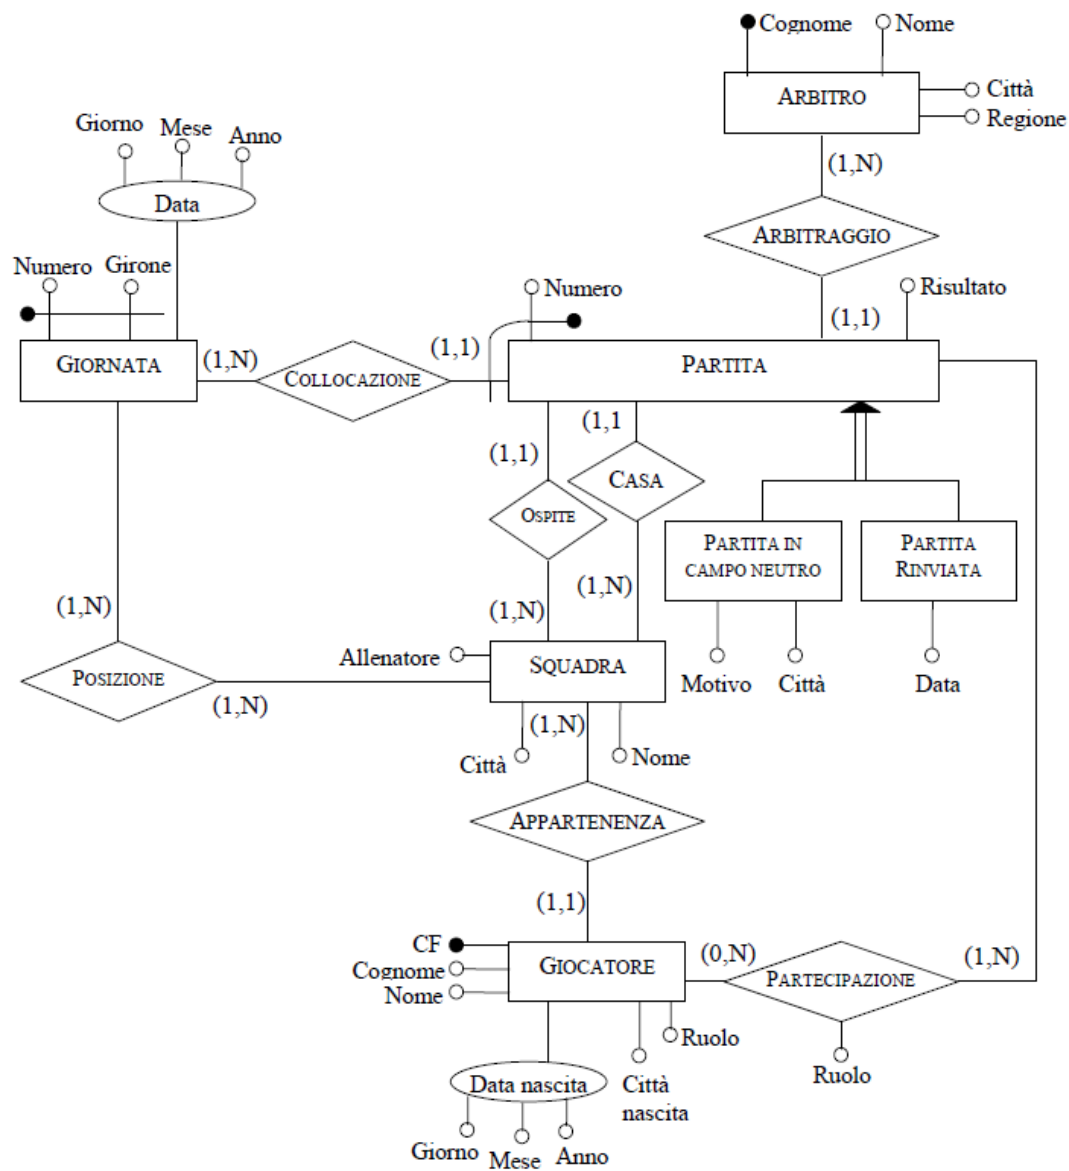 Cognome
Nome
ARBITRO
Città
Regione
Giorno
Mese
Anno
Data
(1,N)
ARBITRAGGIO
Numero
Girone
Numero
Risultato
(1,1)
GIORNATA
(1,N)
COLLOCAZIONE
(1,1)
PARTITA
(1,1)
(1,1
CASA
OSPITE
PARTITA IN
CAMPO NEUTRO
PARTITA
RINVIATA
(1,N)
(1,N)
(1,N)
Allenatore
SQUADRA
POSIZIONE
(1,N)
Motivo
Città
Data
(1,N)
Città
Nome
APPARTENENZA
(1,1)
CF
Cognome
Nome
GIOCATORE
(0,N)
PARTECIPAZIONE
(1,N)
Ruolo
Ruolo
Data nascita
Città
nascita
Giorno
Mese
Anno